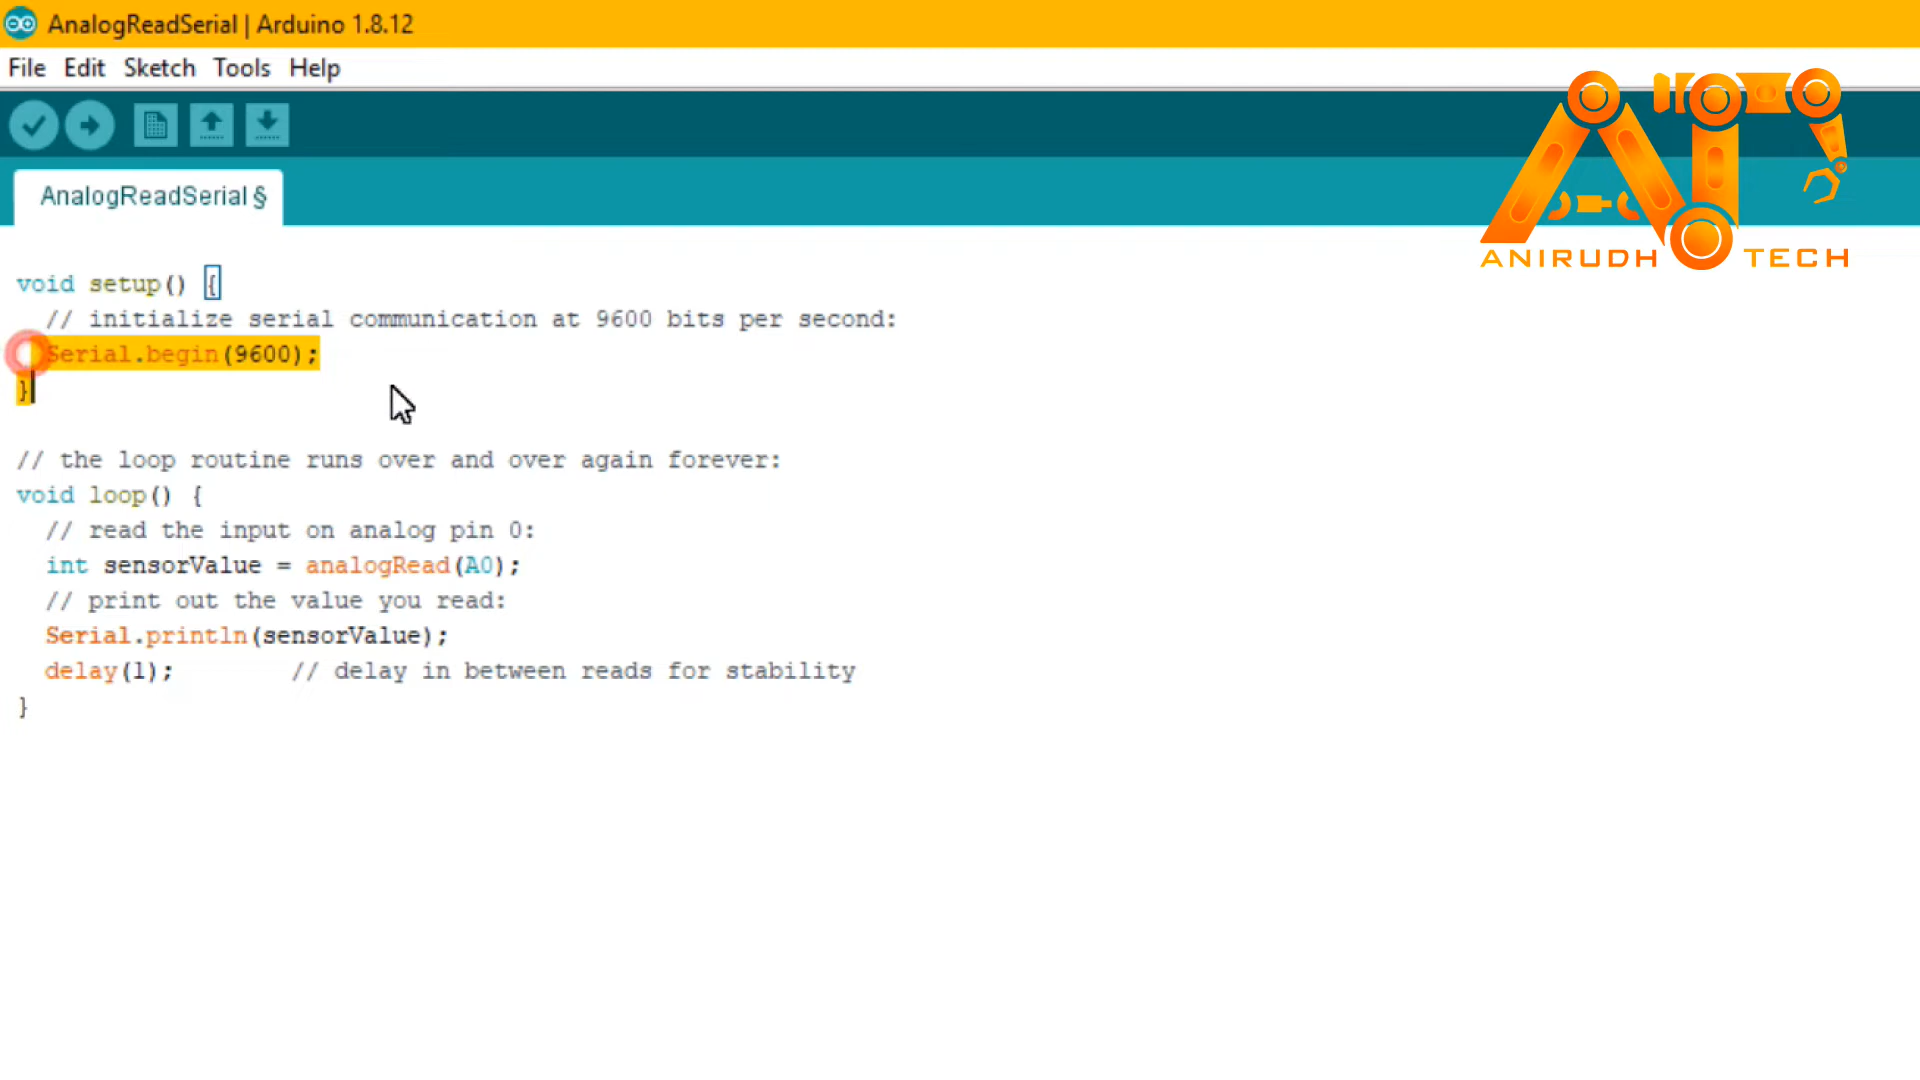 AnalogReadSerial | Arduino 1.8.12
File Edit Sketch Tools Help
AnalogReadSerial §
ANIRUDH TECH
void setup() {
// initialize serial communication at 9600 bits per second:
Serial.begin(9600);
}
// the loop routine runs over and over again forever:
void loop() {
// read the input on analog pin 0:
int sensorValue = analogRead(A0);
// print out the value you read:
Serial.println(sensorValue);
delay(1); // delay in between reads for stability
}